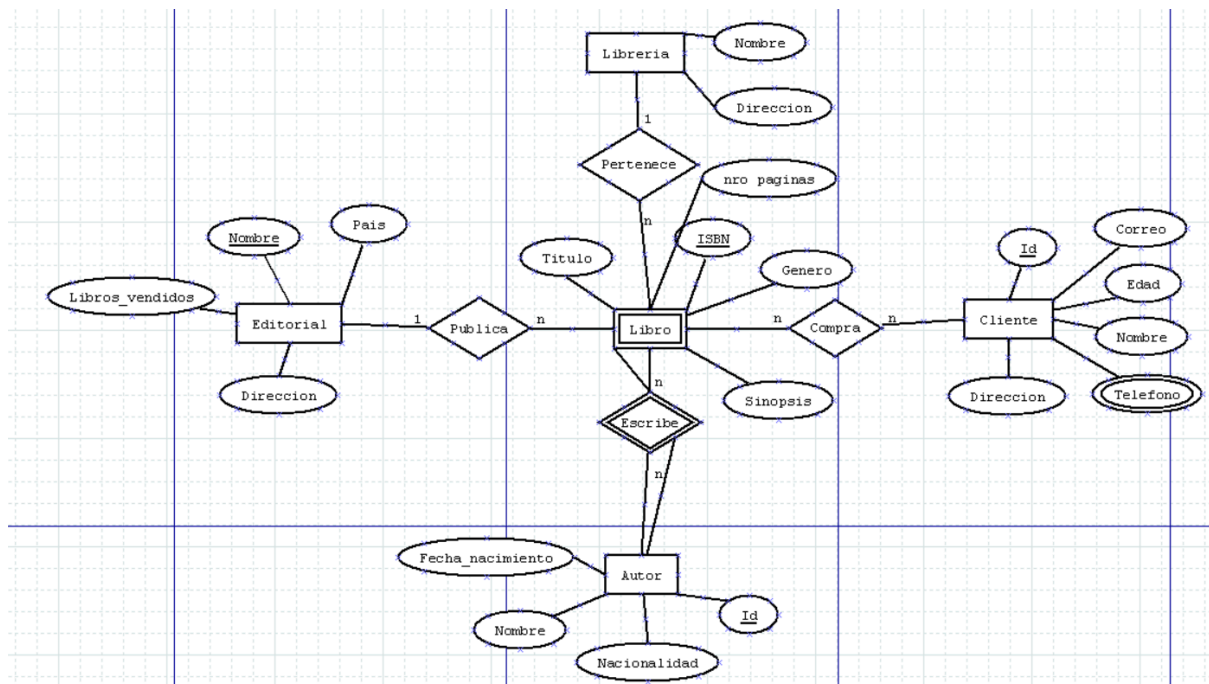 Libreria
Nombre
Direccion
1
Pertenece
n
nro paginas
ISBN
Titulo
Genero
Nombre
Pais
Libros_vendidos
Editorial
Direccion
1
Publica
n
Libro
n
Compra
n
Cliente
Id
Correo
Edad
Nombre
Telefono
Direccion
Sinopsis
n
Escribe
n
Fecha_nacimiento
Autor
Nombre
Id
Nacionalidad